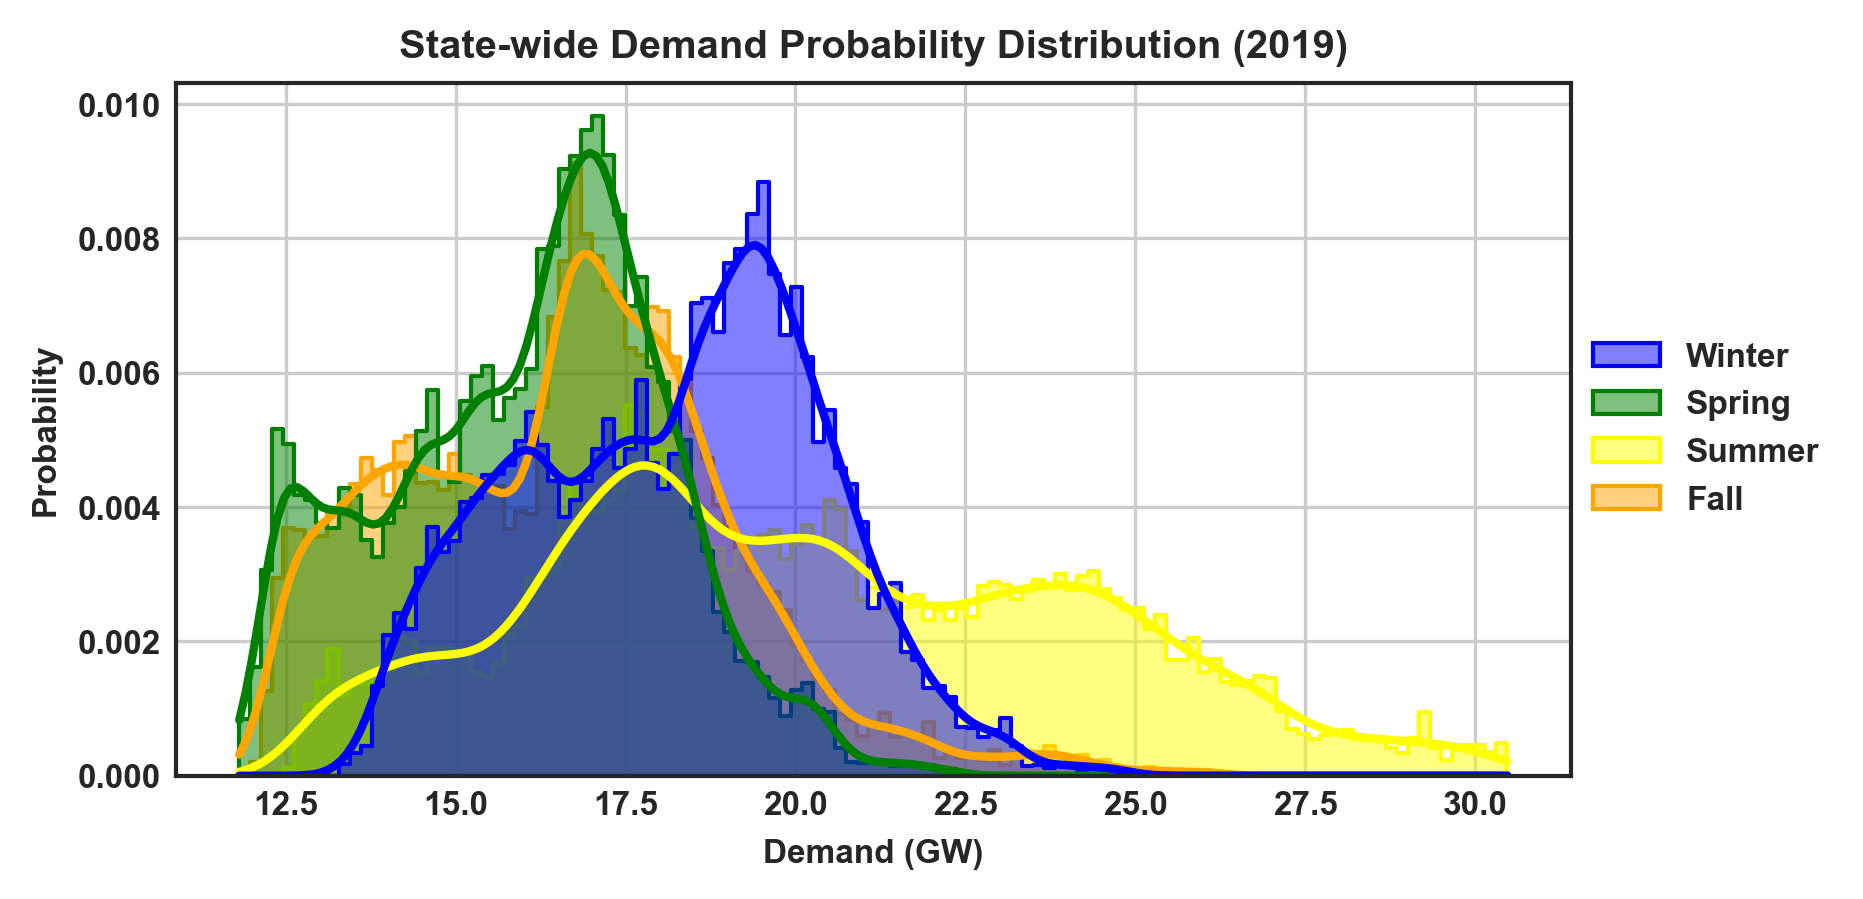 State-wide Demand Probability Distribution (2019)
0.010
0.008
0.006
0.004
0.002
0.000
Probability
12.5 15.0 17.5 20.0 22.5 25.0 27.5 30.0
Demand (GW)
Winter
Spring
Summer
Fall